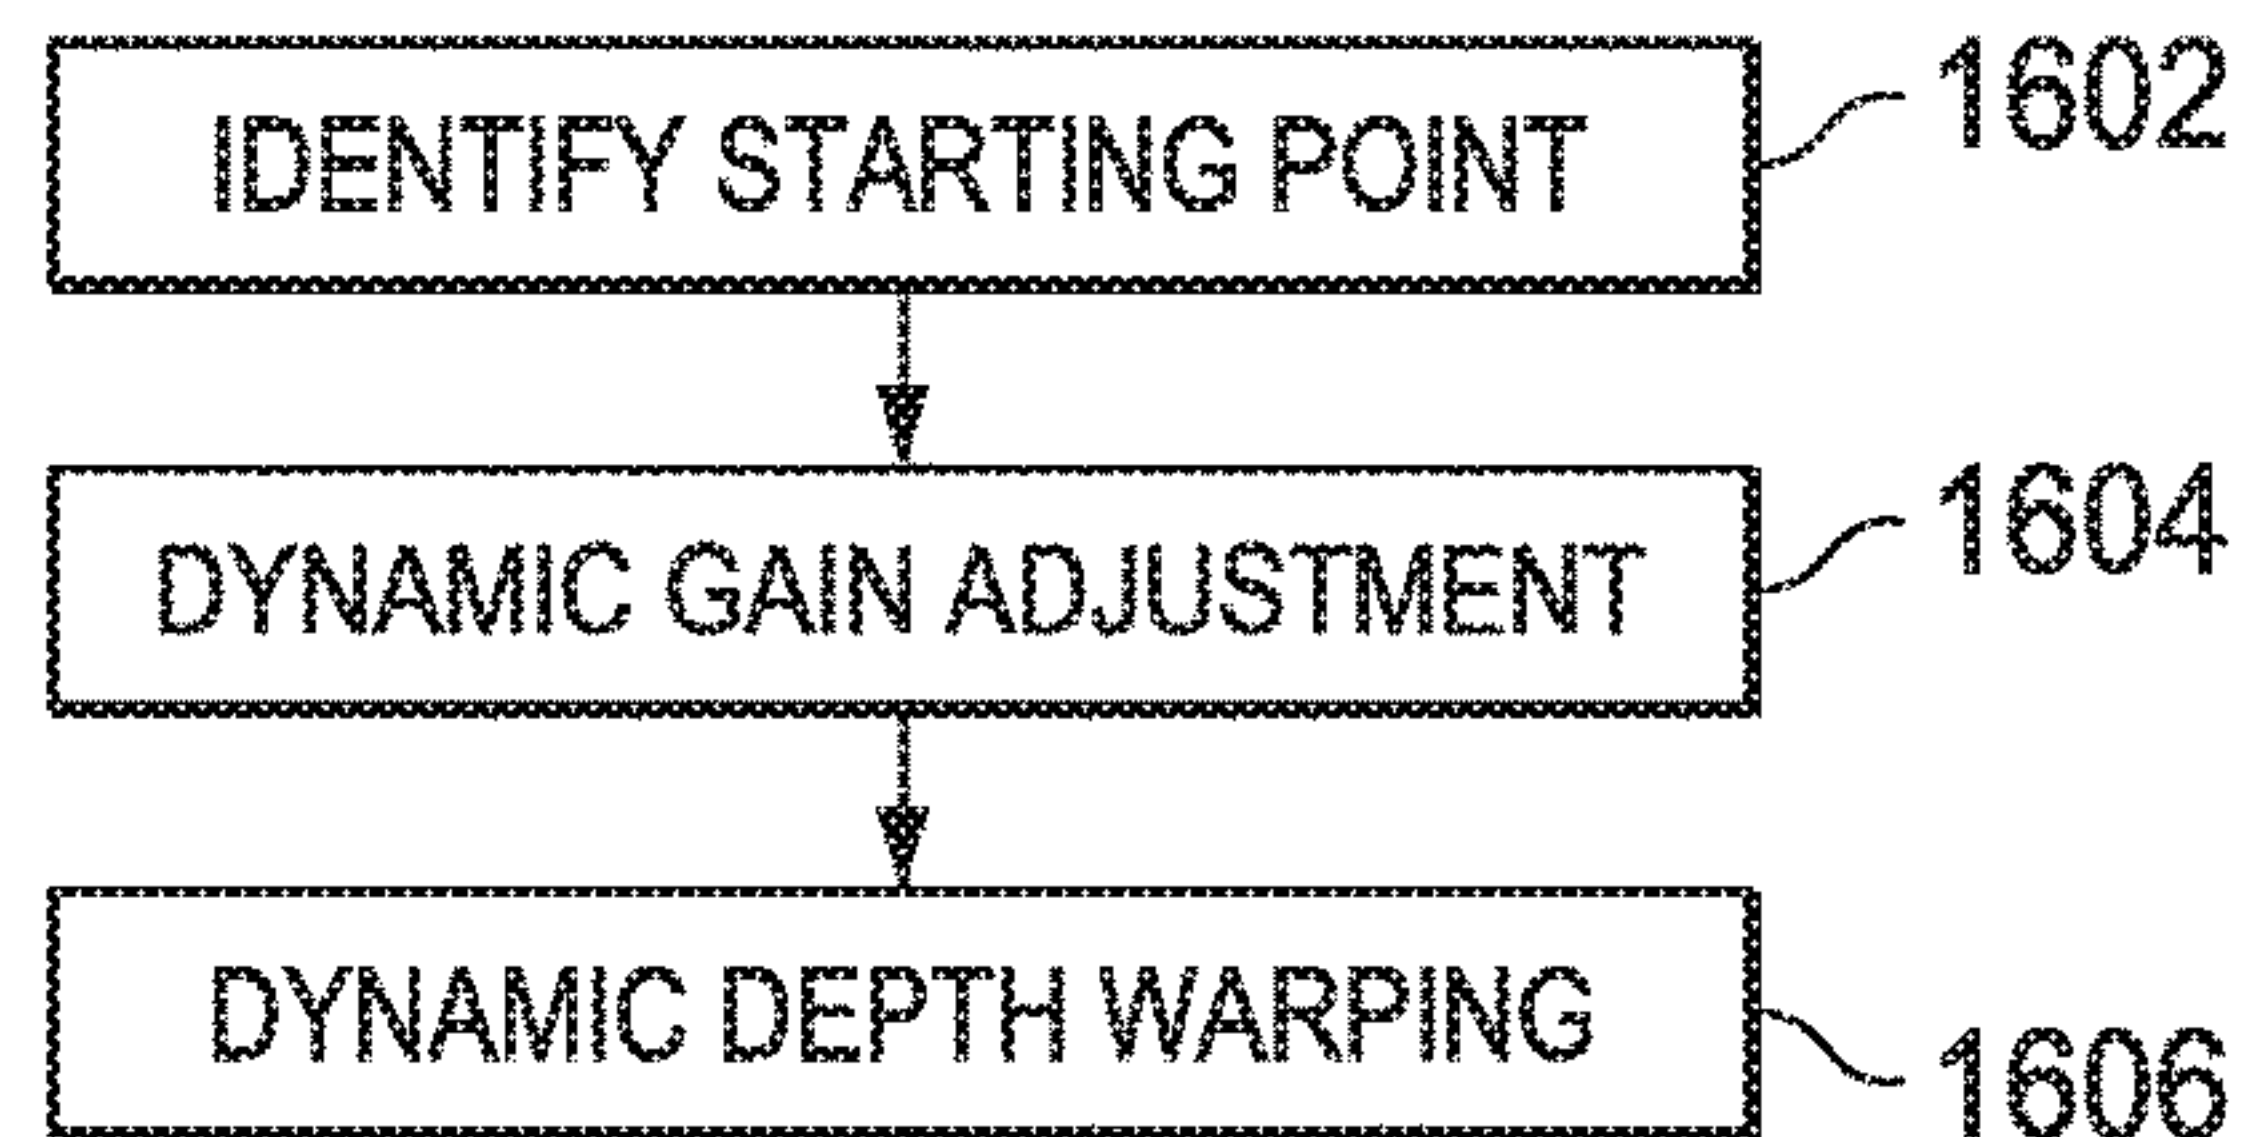 IDENTIFY STARTING POINT
1602
DYNAMIC GAIN ADJUSTMENT
1604
DYNAMIC DEPTH WARPING
1606